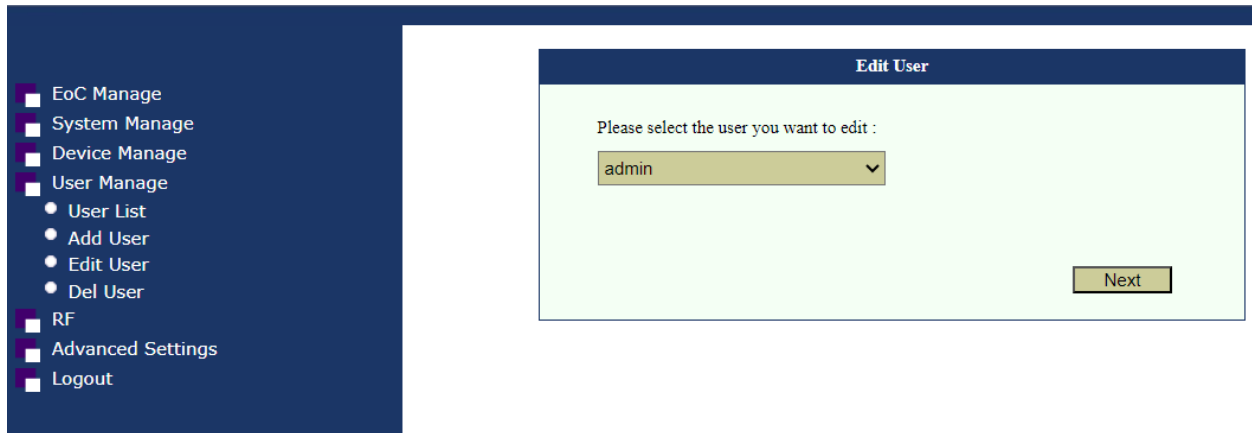 EoC Manage
System Manage
Device Manage
User Manage
User List
Add User
Edit User
Del User
RF
Advanced Settings
Logout
Edit User
Please select the user you want to edit :
admin
Next